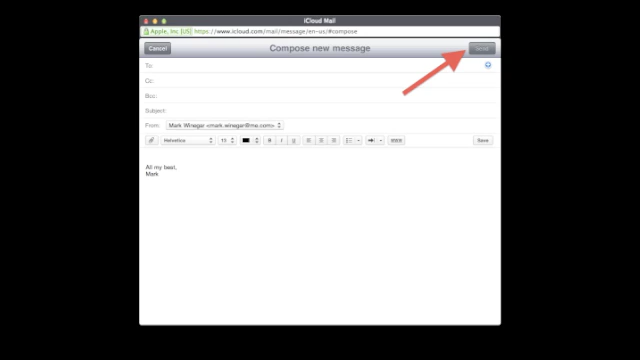 iCloud Mail
Apple, Inc [US] https://www.icloud.com/mail/message/en-us/#compose
Cancel
Compose new message
Send
To:
Cc:
Bcc:
Subject:
From: Mark Winegar <mark.winegar@me.com>
Helvetica 12 B I U Save
All my best,
Mark